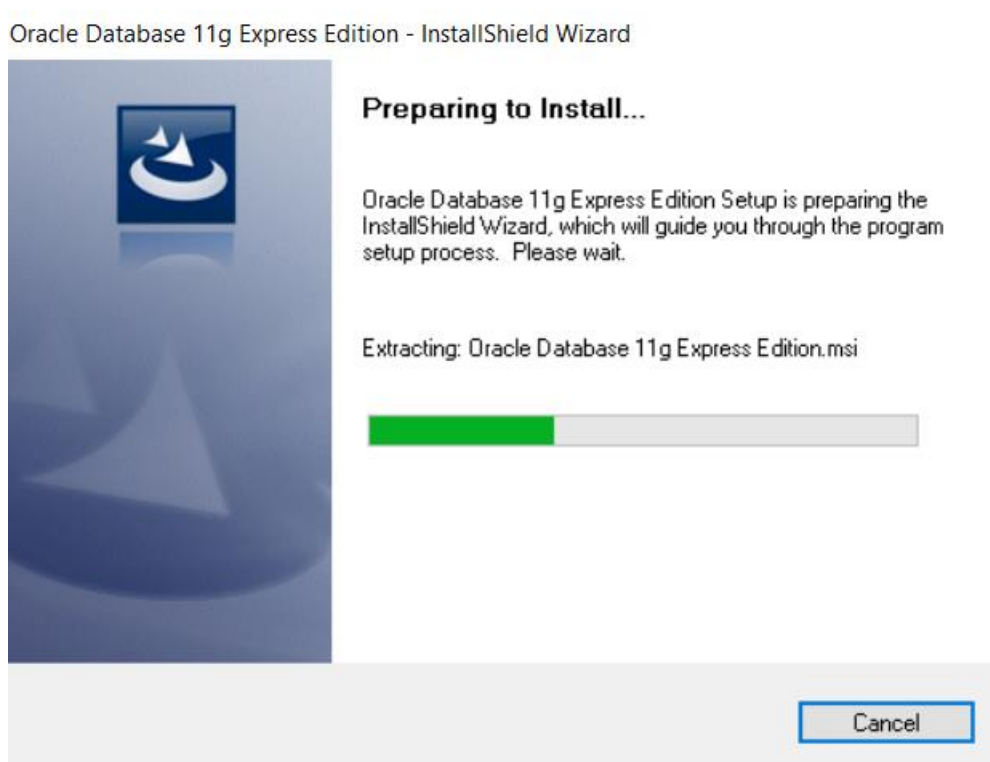 Oracle Database 11g Express Edition - InstallShield Wizard
Preparing to Install...
Oracle Database 11g Express Edition Setup is preparing the
InstallShield Wizard, which will guide you through the program
setup process.  Please wait.
Extracting: Oracle Database 11g Express Edition.msi
Cancel